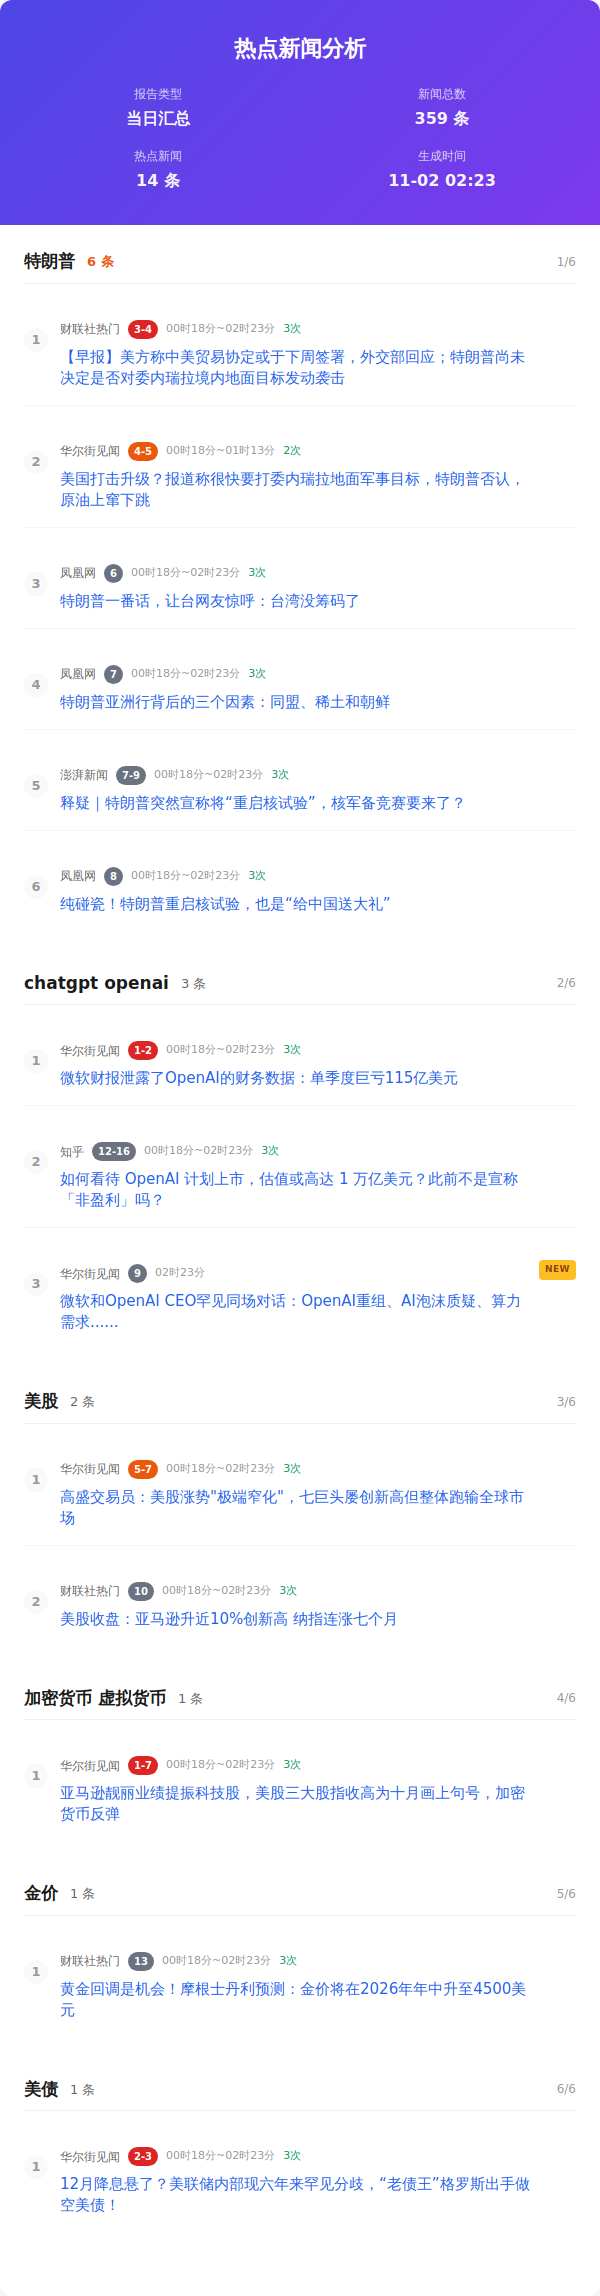 热点新闻分析
报告类型
新闻总数
当日汇总
359 条
热点新闻
生成时间
14 条
11-02 02:23
特朗普 6 条 1/6
1
财联社热门 3-4 00时18分~02时23分 3次
【早报】美方称中美贸易协定或于下周签署，外交部回应；特朗普尚未
决定是否对委内瑞拉境内地面目标发动袭击
2
华尔街见闻 4-5 00时18分~01时13分 2次
美国打击升级？报道称很快要打委内瑞拉地面军事目标，特朗普否认，
原油上窜下跳
3
凤凰网 6 00时18分~02时23分 3次
特朗普一番话，让台网友惊呼：台湾没筹码了
4
凤凰网 7 00时18分~02时23分 3次
特朗普亚洲行背后的三个因素：同盟、稀土和朝鲜
5
澎湃新闻 7-9 00时18分~02时23分 3次
释疑｜特朗普突然宣称将“重启核试验”，核军备竞赛要来了？
6
凤凰网 8 00时18分~02时23分 3次
纯碰瓷！特朗普重启核试验，也是“给中国送大礼”
chatgpt openai 3 条 2/6
1
华尔街见闻 1-2 00时18分~02时23分 3次
微软财报泄露了OpenAI的财务数据：单季度巨亏115亿美元
2
知乎 12-16 00时18分~02时23分 3次
如何看待 OpenAI 计划上市，估值或高达 1 万亿美元？此前不是宣称
「非盈利」吗？
3
华尔街见闻 9 02时23分 NEW
微软和OpenAI CEO罕见同场对话：OpenAI重组、AI泡沫质疑、算力
需求……
美股 2 条 3/6
1
华尔街见闻 5-7 00时18分~02时23分 3次
高盛交易员：美股涨势"极端窄化"，七巨头屡创新高但整体跑输全球市
场
2
财联社热门 10 00时18分~02时23分 3次
美股收盘：亚马逊升近10%创新高 纳指连涨七个月
加密货币 虚拟货币 1 条 4/6
1
华尔街见闻 1-7 00时18分~02时23分 3次
亚马逊靓丽业绩提振科技股，美股三大股指收高为十月画上句号，加密
货币反弹
金价 1 条 5/6
1
财联社热门 13 00时18分~02时23分 3次
黄金回调是机会！摩根士丹利预测：金价将在2026年年中升至4500美
元
美债 1 条 6/6
1
华尔街见闻 2-3 00时18分~02时23分 3次
12月降息悬了？美联储内部现六年来罕见分歧，“老债王”格罗斯出手做
空美债！